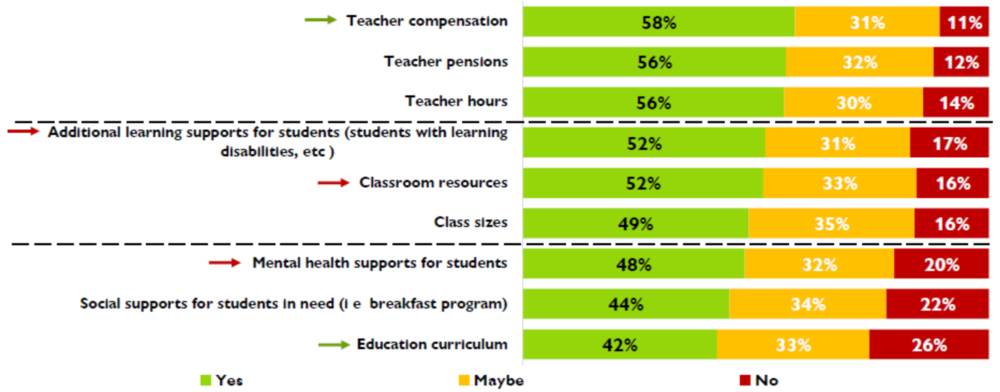 Teacher compensation 58% 31% 11%
Teacher pensions 56% 32% 12%
Teacher hours 56% 30% 14%
Additional learning supports for students (students with learning
disabilities, etc ) 52% 31% 17%
Classroom resources 52% 33% 16%
Class sizes 49% 35% 16%
Mental health supports for students 48% 32% 20%
Social supports for students in need (i e breakfast program) 44% 34% 22%
Education curriculum 42% 33% 26%
Yes Maybe No